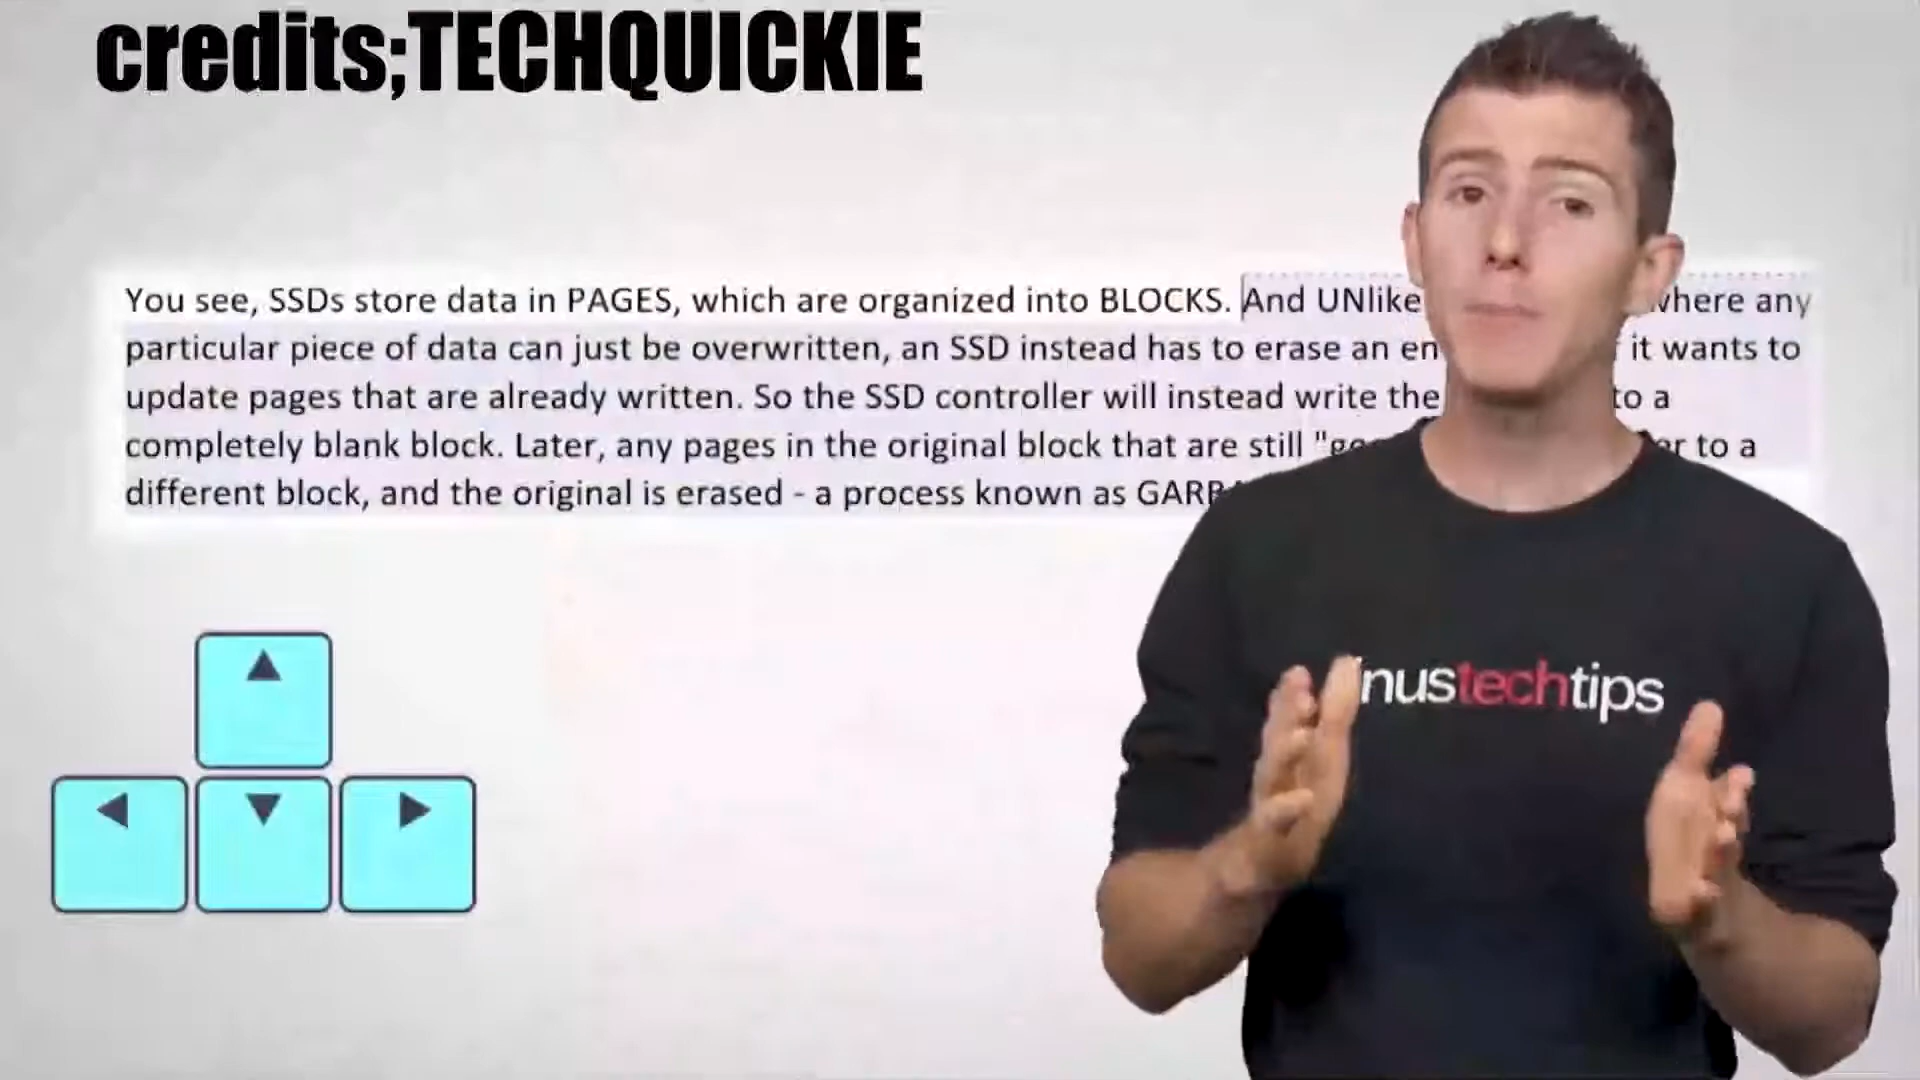 credits;TECHQUICKIE
You see, SSDs store data in PAGES, which are organized into BLOCKS. And UNlike where any
particular piece of data can just be overwritten, an SSD instead has to erase an it wants to
update pages that are already written. So the SSD controller will instead write the to a
completely blank block. Later, any pages in the original block that are still to a
different block, and the original is erased - a process known as
inustechtips